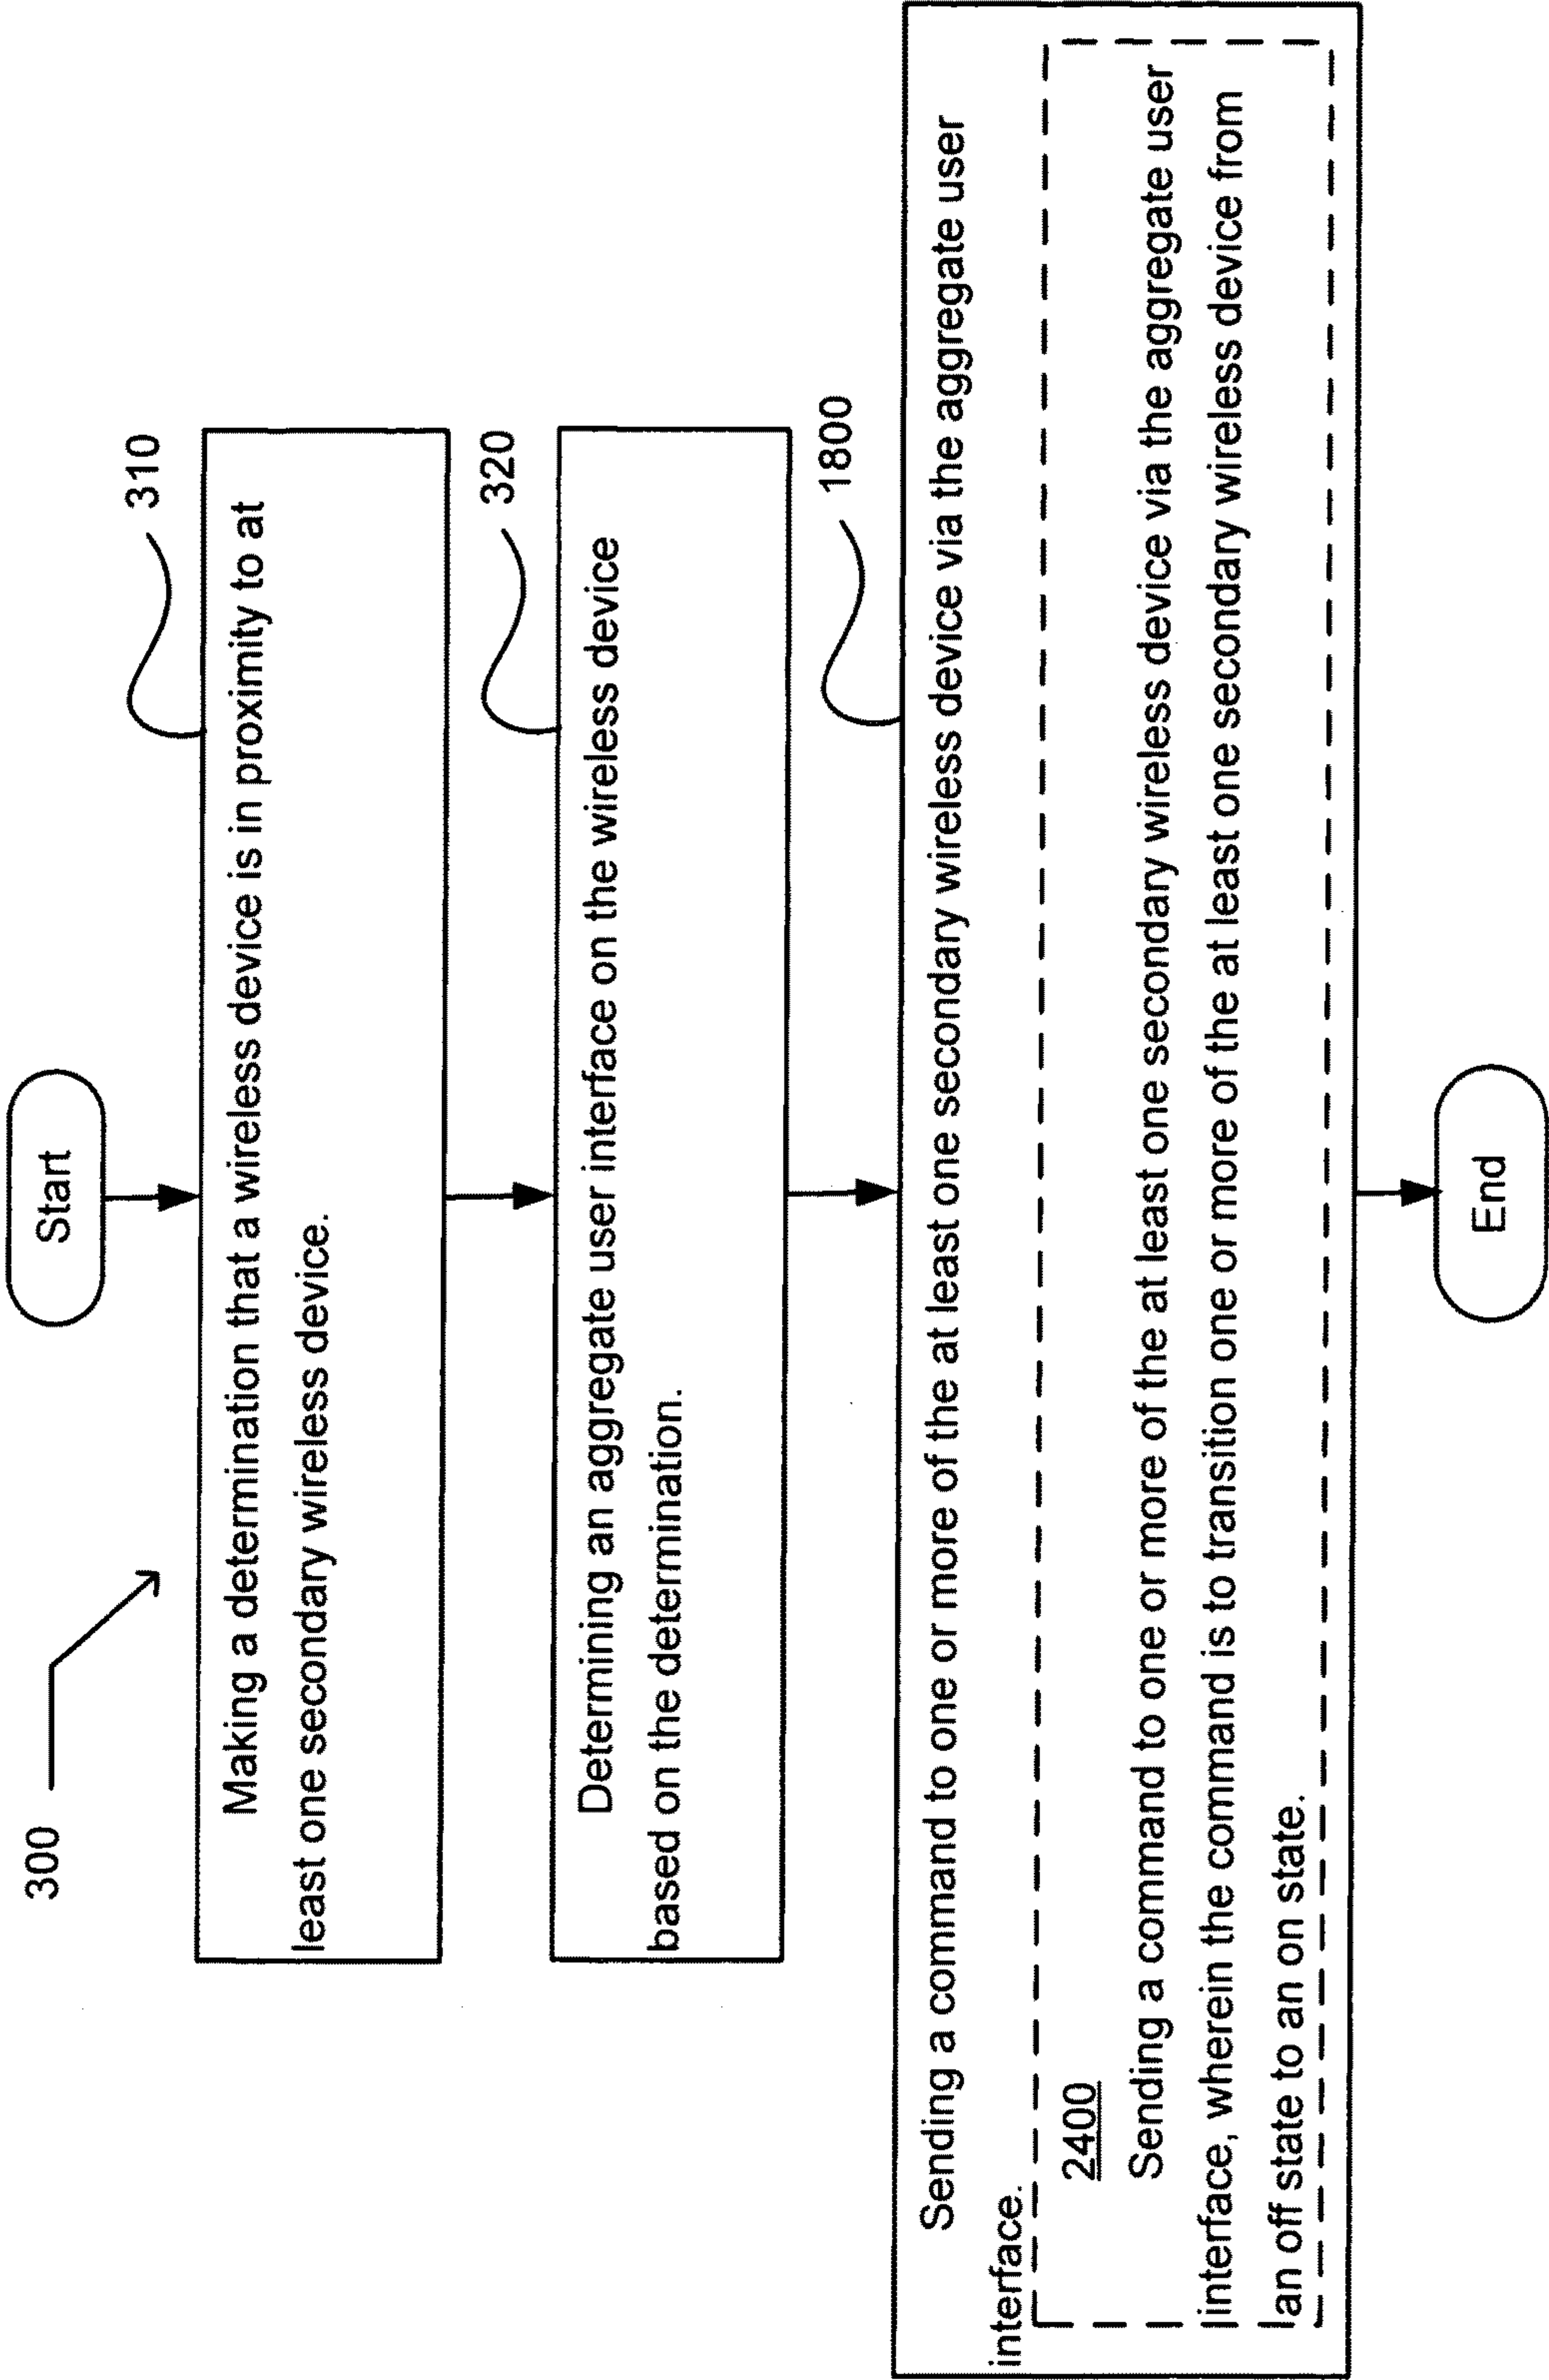 300
Start
310
Making a determination that a wireless device is in proximity to at
least one secondary wireless device.
320
Determining an aggregate user interface on the wireless device
based on the determination.
1800
Sending a command to one or more of the at least one secondary wireless device via the aggregate user
interface.
2400
Sending a command to one or more of the at least one secondary wireless device via the aggregate user
interface, wherein the command is to transition one or more of the at least one secondary wireless device from
an off state to an on state.
End